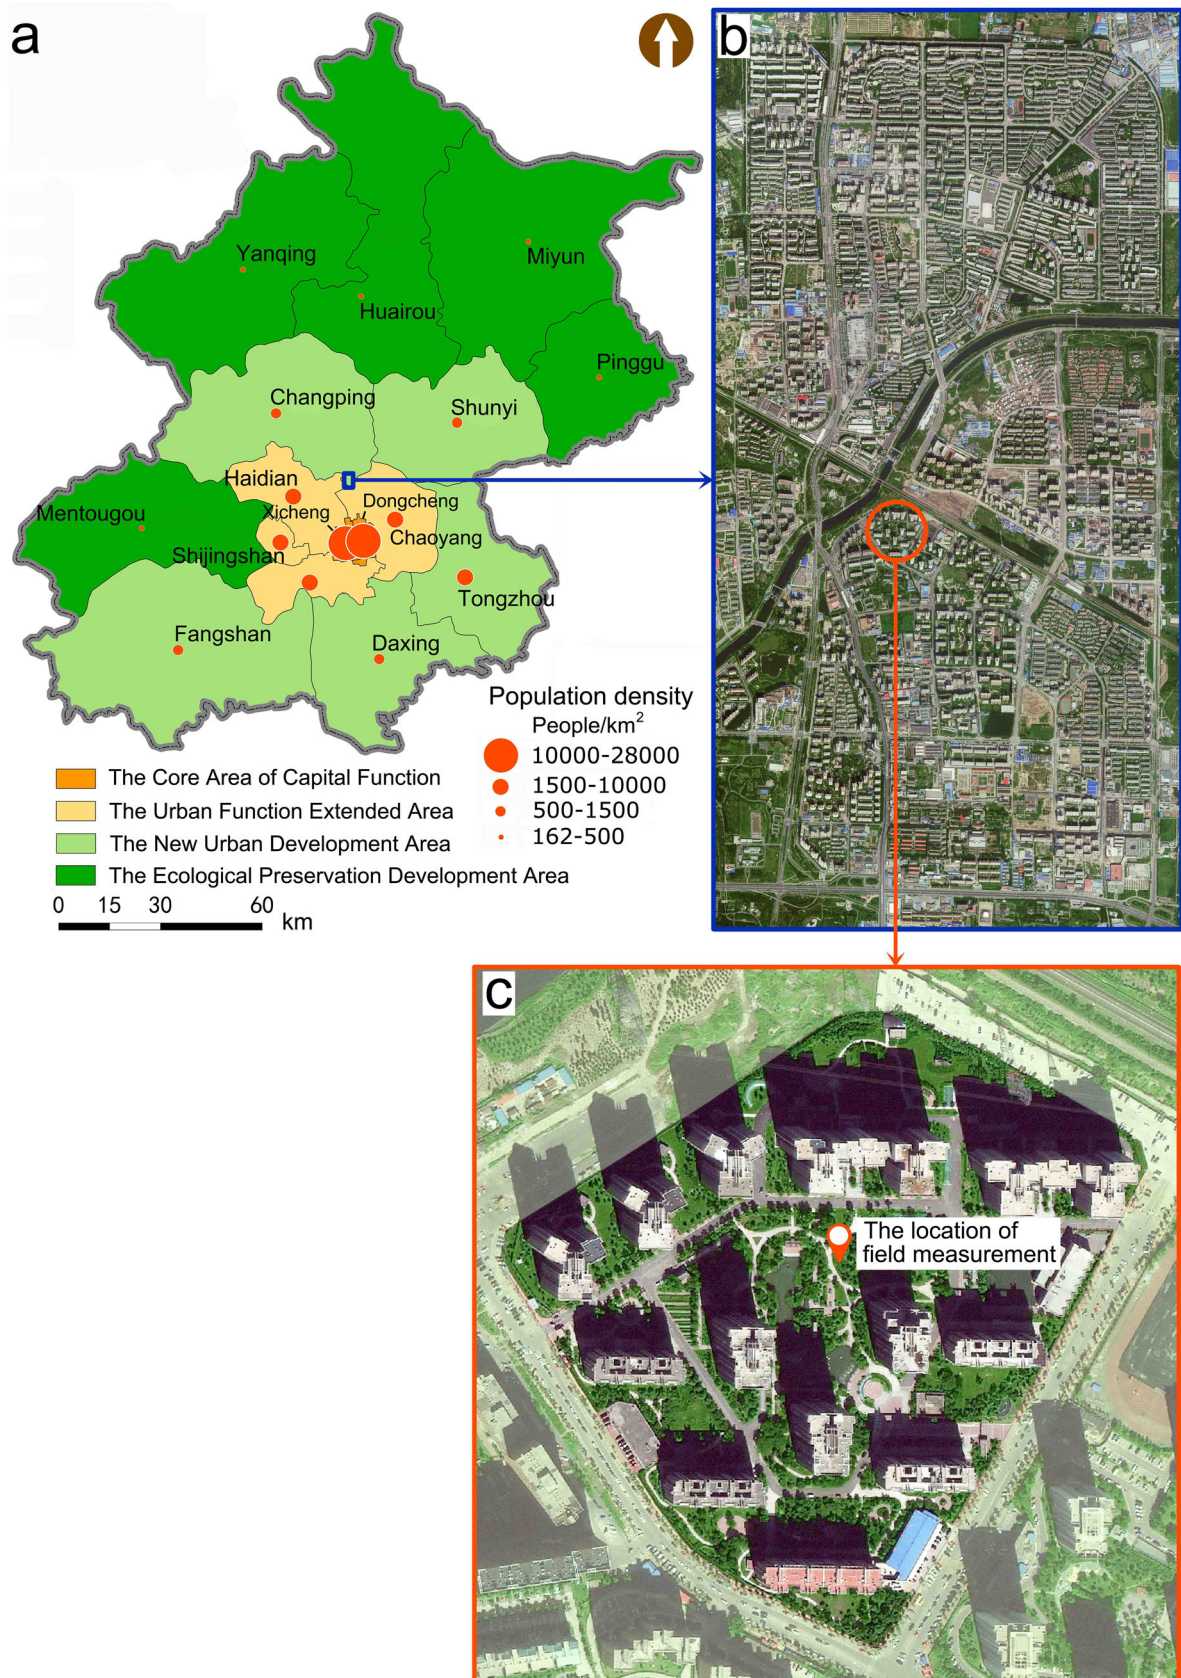 a
b
Yanqing
Miyun
Huairou
Pinggu
Changping
Shunyi
Haidian
Dongcheng
Xicheng
Mentougou
Chaoyang
Shijingshan
Tongzhou
Fangshan
Daxing
Population density
People/km²
10000-28000
1500-10000
500-1500
162-500
The Core Area of Capital Function
The Urban Function Extended Area
The New Urban Development Area
The Ecological Preservation Development Area
0 15 30 60 km
c
The location of
field measurement